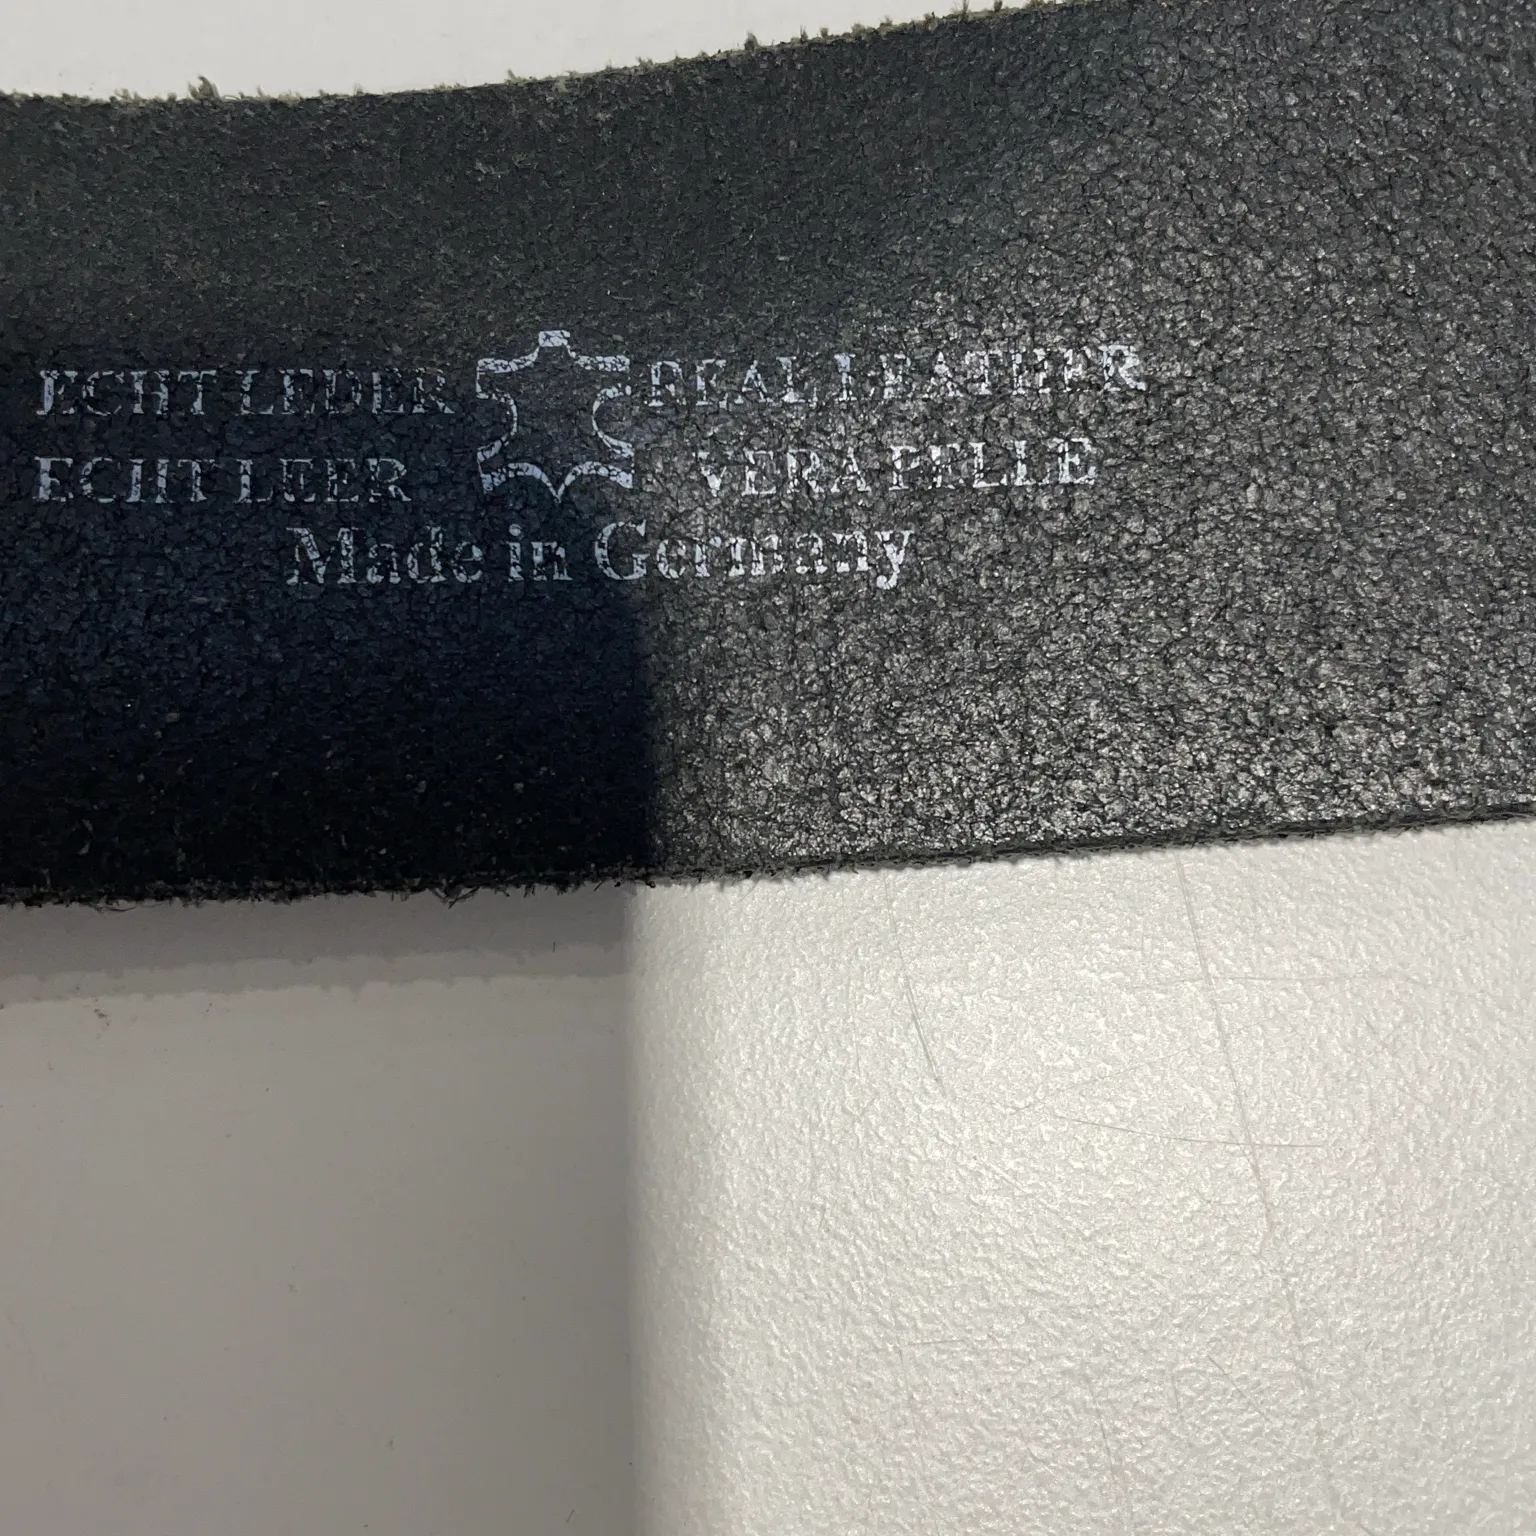 ECHT LEDER REAL LEATHER
ECHT LEER VERA PELLE
Made in Germany